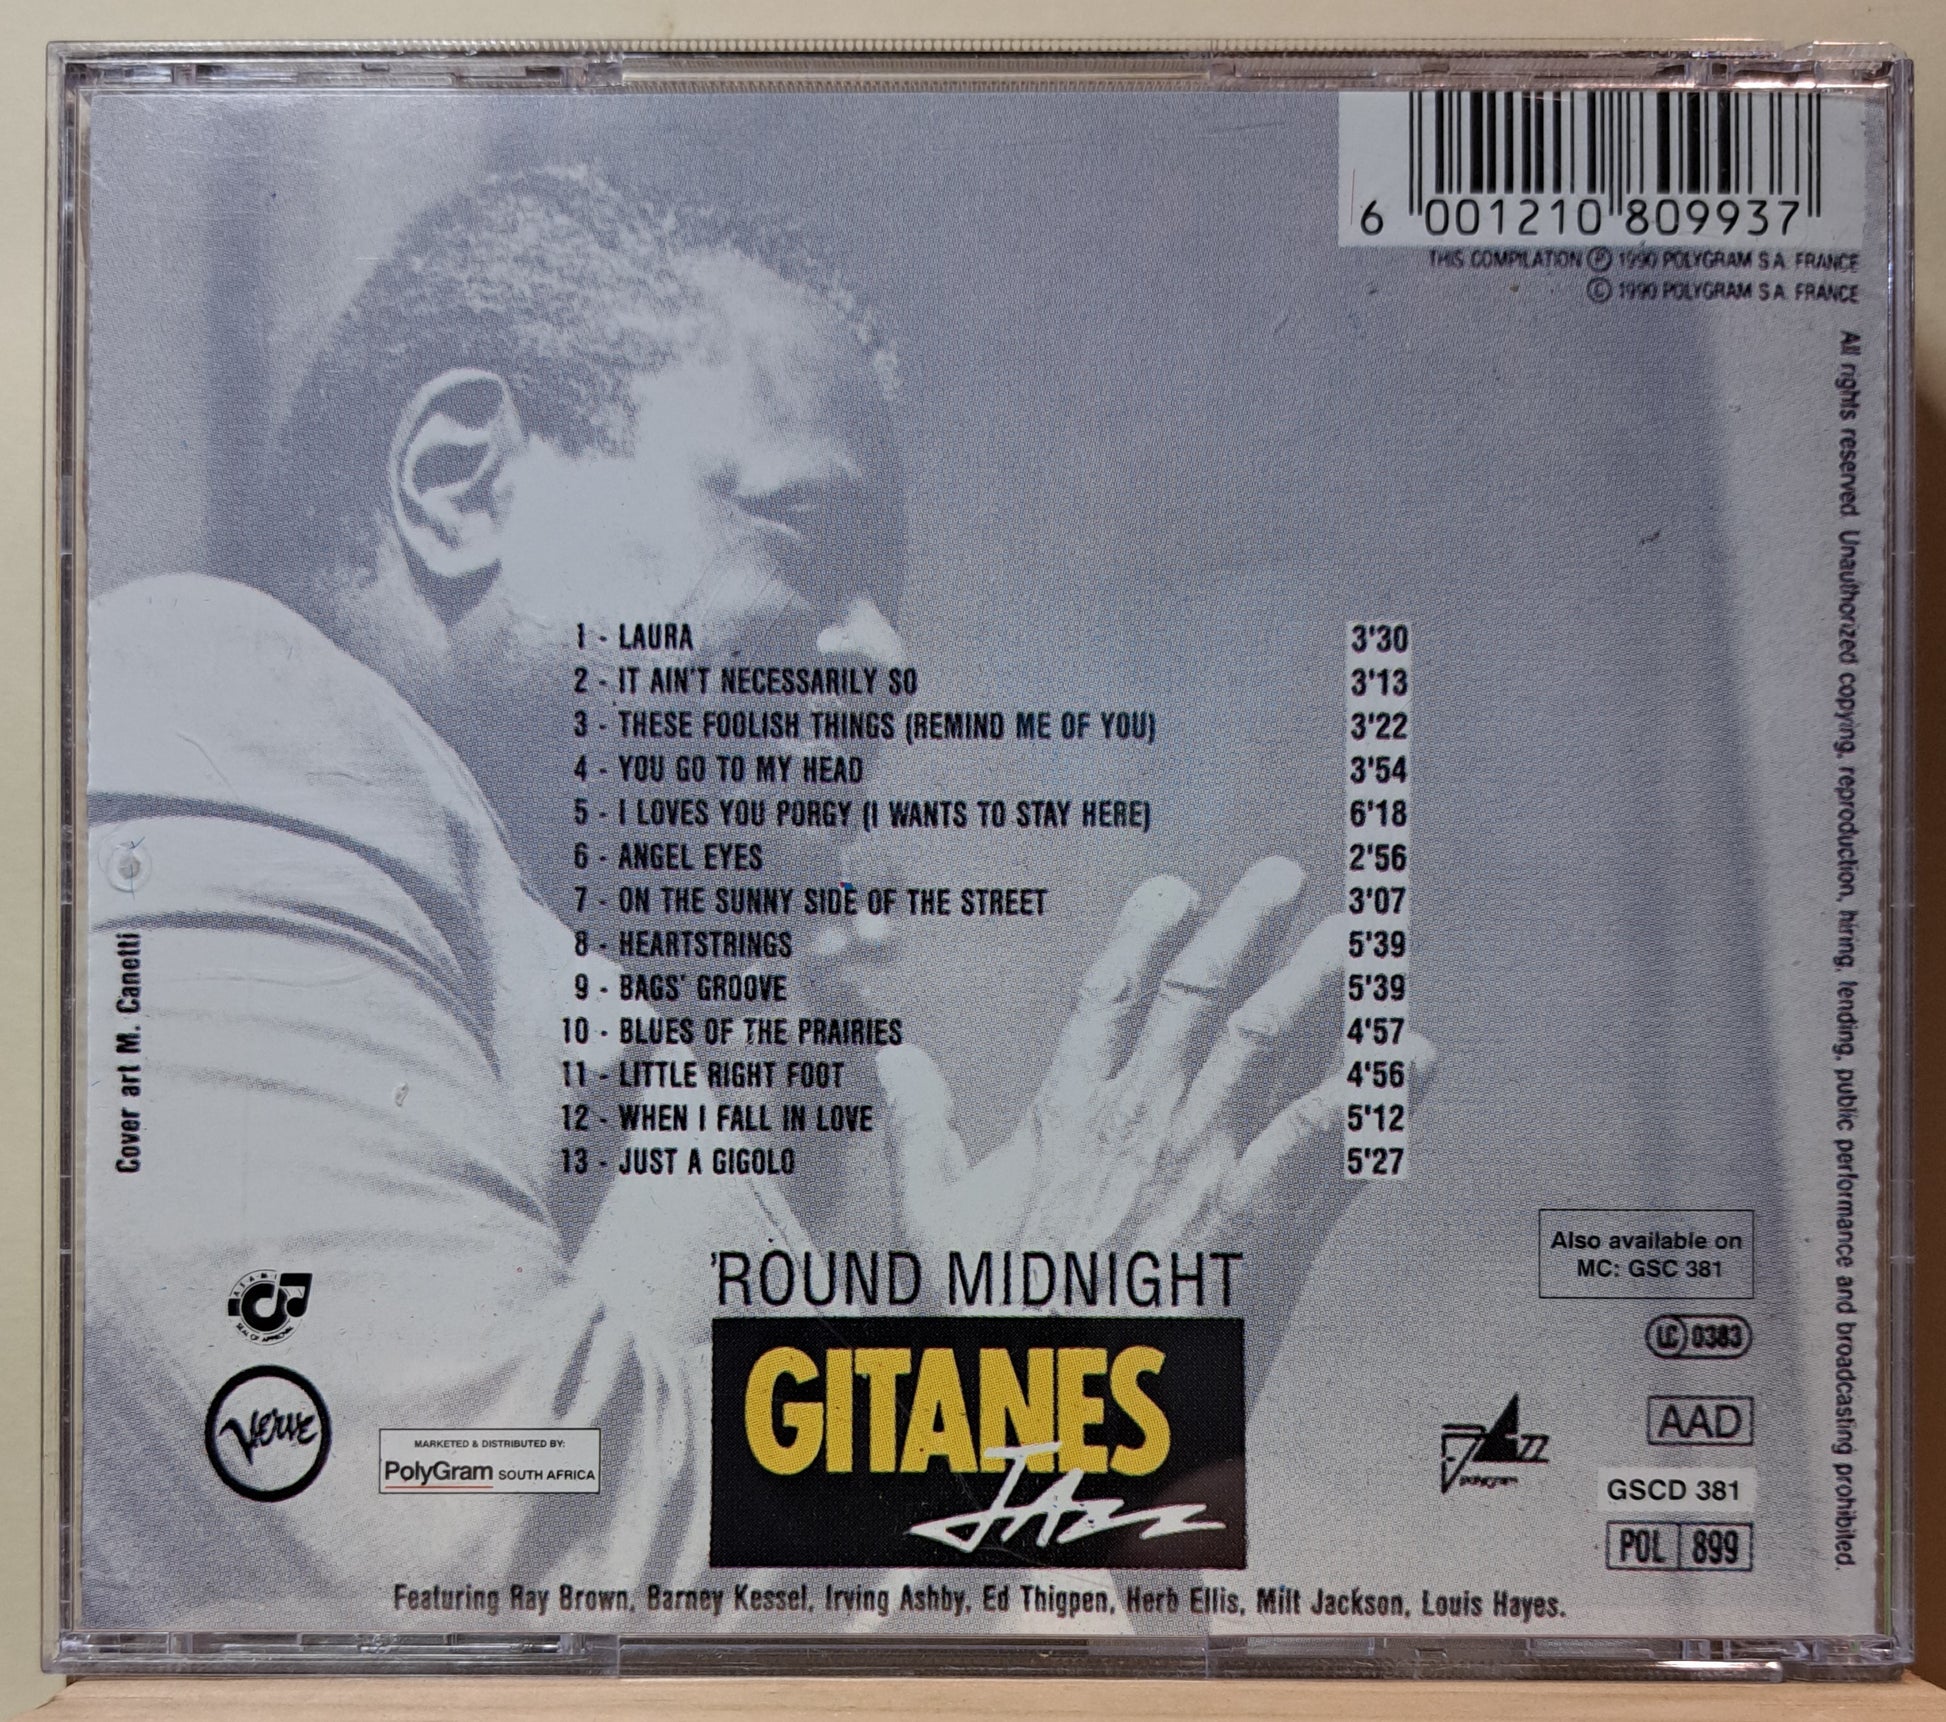 6 001210 809937
THIS COMPILATION Ⓟ 1990 POLYGRAM S.A. FRANCE
© 1990 POLYGRAM S.A. FRANCE
All rights reserved. Unauthorized copying, reproduction, hiring, lending, public performance and broadcasting prohibited.
1 - LAURA 3'30
2 - IT AIN'T NECESSARILY SO 3'13
3 - THESE FOOLISH THINGS (REMIND ME OF YOU) 3'22
4 - YOU GO TO MY HEAD 3'54
5 - I LOVES YOU PORGY (I WANTS TO STAY HERE) 6'18
6 - ANGEL EYES 2'56
7 - ON THE SUNNY SIDE OF THE STREET 3'07
8 - HEARTSTRINGS 5'39
9 - BAGS' GROOVE 5'39
10 - BLUES OF THE PRAIRIES 4'57
11 - LITTLE RIGHT FOOT 4'56
12 - WHEN I FALL IN LOVE 5'12
13 - JUST A GIGOLO 5'27
Cover art M. Canetti
'ROUND MIDNIGHT
GITANES
JAzz
Also available on
MC: GSC 381
LC 0383
AAD
GSCD 381
POL 899
Jazz
ASAMI
SEAL OF APPROVAL
Verve
MARKETED & DISTRIBUTED BY:
PolyGram SOUTH AFRICA
Featuring Ray Brown, Barney Kessel, Irving Ashby, Ed Thigpen, Herb Ellis, Milt Jackson, Louis Hayes.